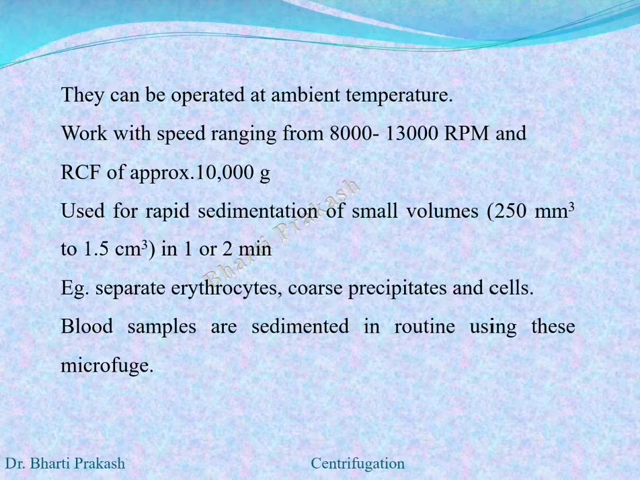 They can be operated at ambient temperature.
Work with speed ranging from 8000- 13000 RPM and
RCF of approx.10,000 g
Used for rapid sedimentation of small volumes (250 mm³
to 1.5 cm³) in 1 or 2 min
Eg. separate erythrocytes, coarse precipitates and cells.
Blood samples are sedimented in routine using these
microfuge.
Bharti Prakash
Dr. Bharti Prakash
Centrifugation